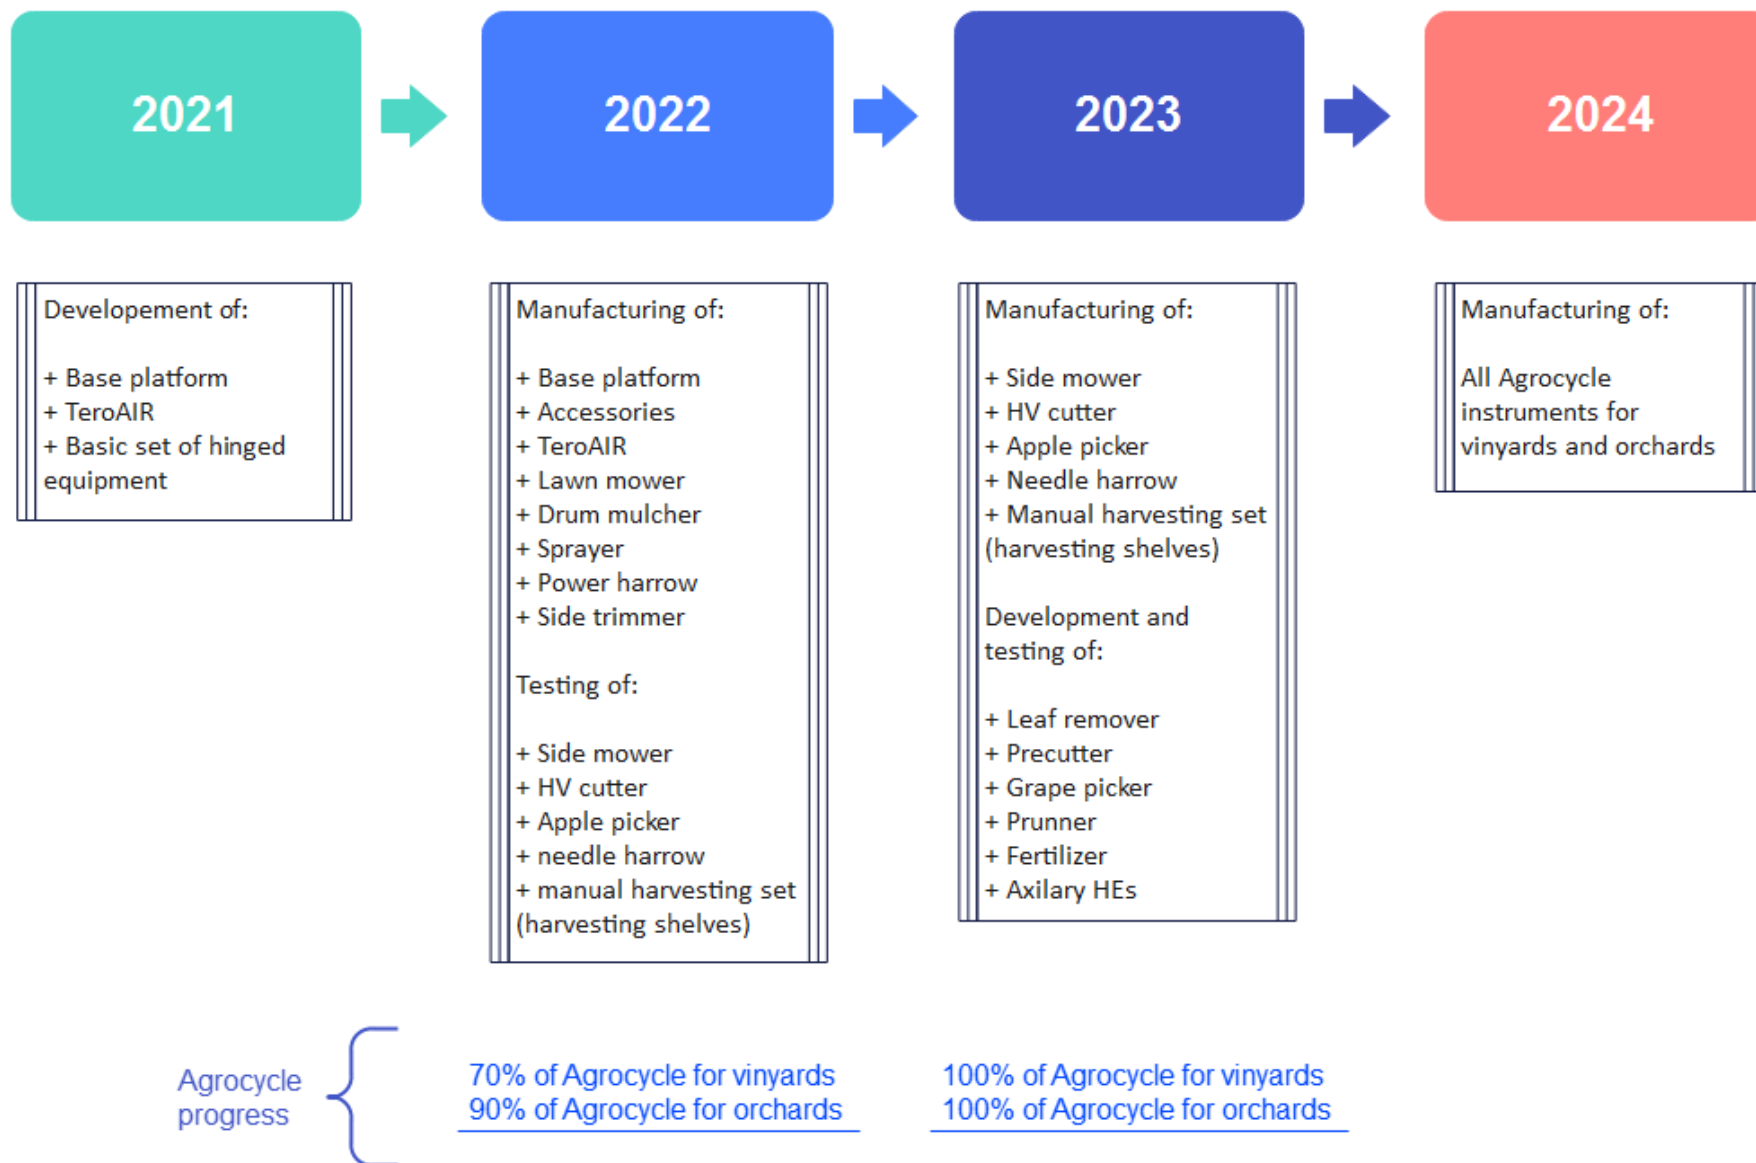 2021
2022
2023
2024
Developement of:
+ Base platform
+ TeroAIR
+ Basic set of hinged
equipment
Manufacturing of:
+ Base platform
+ Accessories
+ TeroAIR
+ Lawn mower
+ Drum mulcher
+ Sprayer
+ Power harrow
+ Side trimmer
Testing of:
+ Side mower
+ HV cutter
+ Apple picker
+ needle harrow
+ manual harvesting set
(harvesting shelves)
Manufacturing of:
+ Side mower
+ HV cutter
+ Apple picker
+ Needle harrow
+ Manual harvesting set
(harvesting shelves)
Development and
testing of:
+ Leaf remover
+ Precutter
+ Grape picker
+ Prunner
+ Fertilizer
+ Axilary HEs
Manufacturing of:
All Agrocycle
instruments for
vinyards and orchards
Agrocycle
progress
70% of Agrocycle for vinyards
90% of Agrocycle for orchards
100% of Agrocycle for vinyards
100% of Agrocycle for orchards